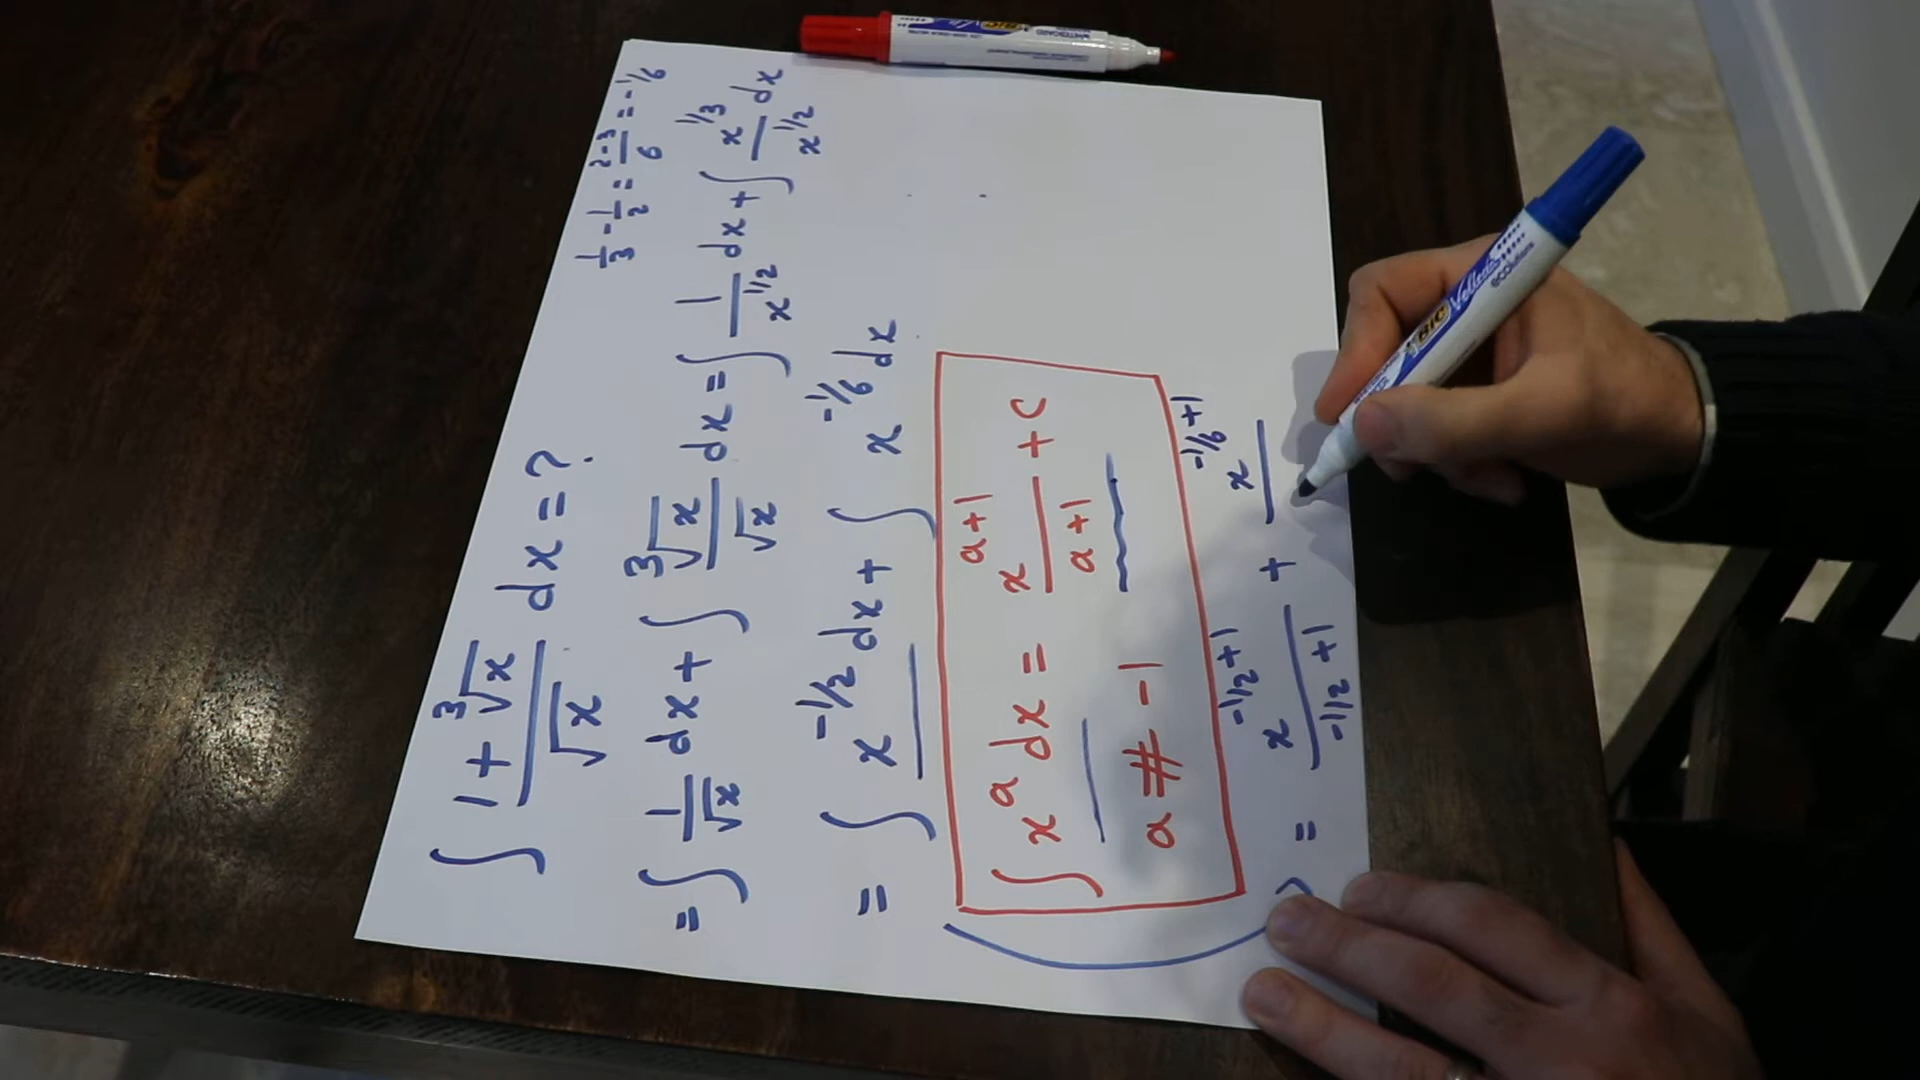 ∫ (1 + ∛x)/√x dx = ?
1/3 - 1/2 = (2-3)/6 = -1/6
= ∫ 1/√x dx + ∫ ∛x/√x dx = ∫ 1/x^(1/2) dx + ∫ x^(1/3)/x^(1/2) dx
= ∫ x^(-1/2) dx + ∫ x^(-1/6) dx
∫ x^a dx = x^(a+1)/(a+1) + c
a ≠ -1
= x^(-1/2 +1)/(-1/2 +1) + x^(-1/6 +1)/
BIC Velleda
BIC
WHITEBOARD